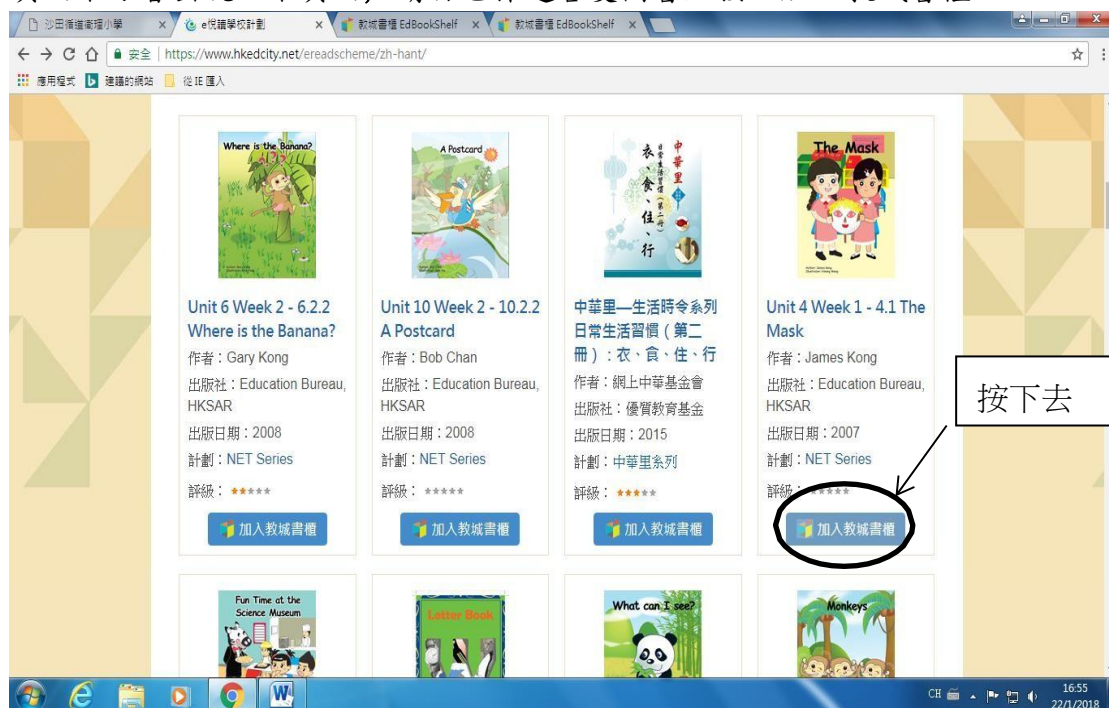 沙田循道衞理小學
e悅讀學校計劃
教城書櫃 EdBookShelf
教城書櫃 EdBookShelf
安全 | https://www.hkedcity.net/ereadscheme/zh-hant/
應用程式 建議的網站 從 IE 匯入
Where is the Banana?
A Postcard
中華里
日常生活習慣（第二冊）
衣、食、住、行
The Mask
Unit 6 Week 2 - 6.2.2
Where is the Banana?
作者：Gary Kong
出版社：Education Bureau,
HKSAR
出版日期：2008
計劃：NET Series
評級：
加入教城書櫃
Unit 10 Week 2 - 10.2.2
A Postcard
作者：Bob Chan
出版社：Education Bureau,
HKSAR
出版日期：2008
計劃：NET Series
評級：
加入教城書櫃
中華里—生活時令系列
日常生活習慣（第二
冊）：衣、食、住、行
作者：網上中華基金會
出版社：優質教育基金
出版日期：2015
計劃：中華里系列
評級：
加入教城書櫃
Unit 4 Week 1 - 4.1 The
Mask
作者：James Kong
出版社：Education Bureau,
HKSAR
出版日期：2007
計劃：NET Series
評級：
加入教城書櫃
按下去
Fun Time at the
Science Museum
Letter Book
What can I see?
Monkeys
CH
16:55
22/1/2018